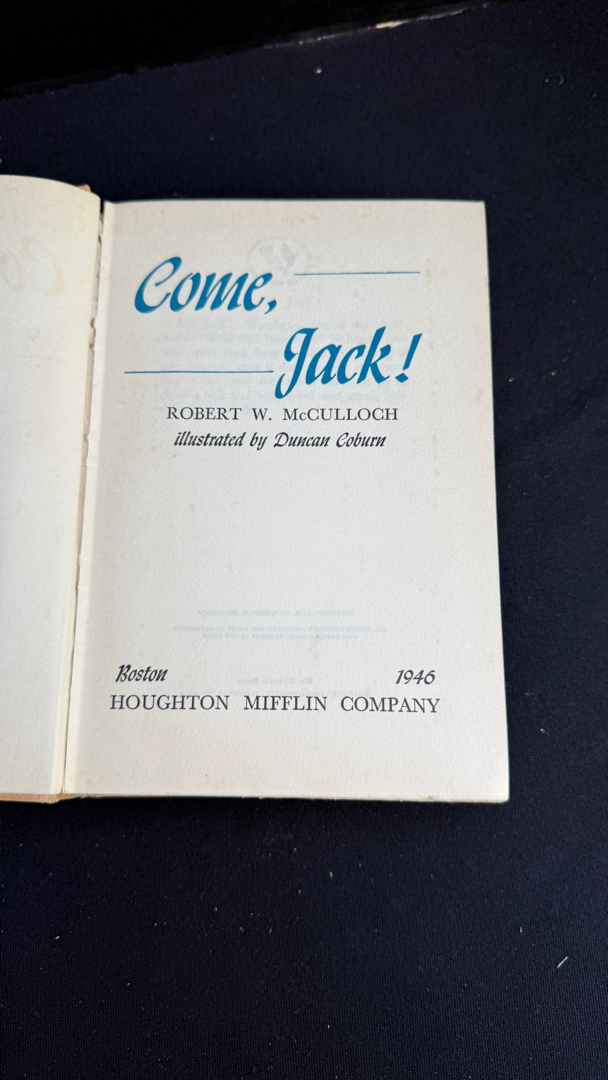 Come,
Jack!
ROBERT W. McCULLOCH
illustrated by Duncan Coburn
Boston 1946
HOUGHTON MIFFLIN COMPANY